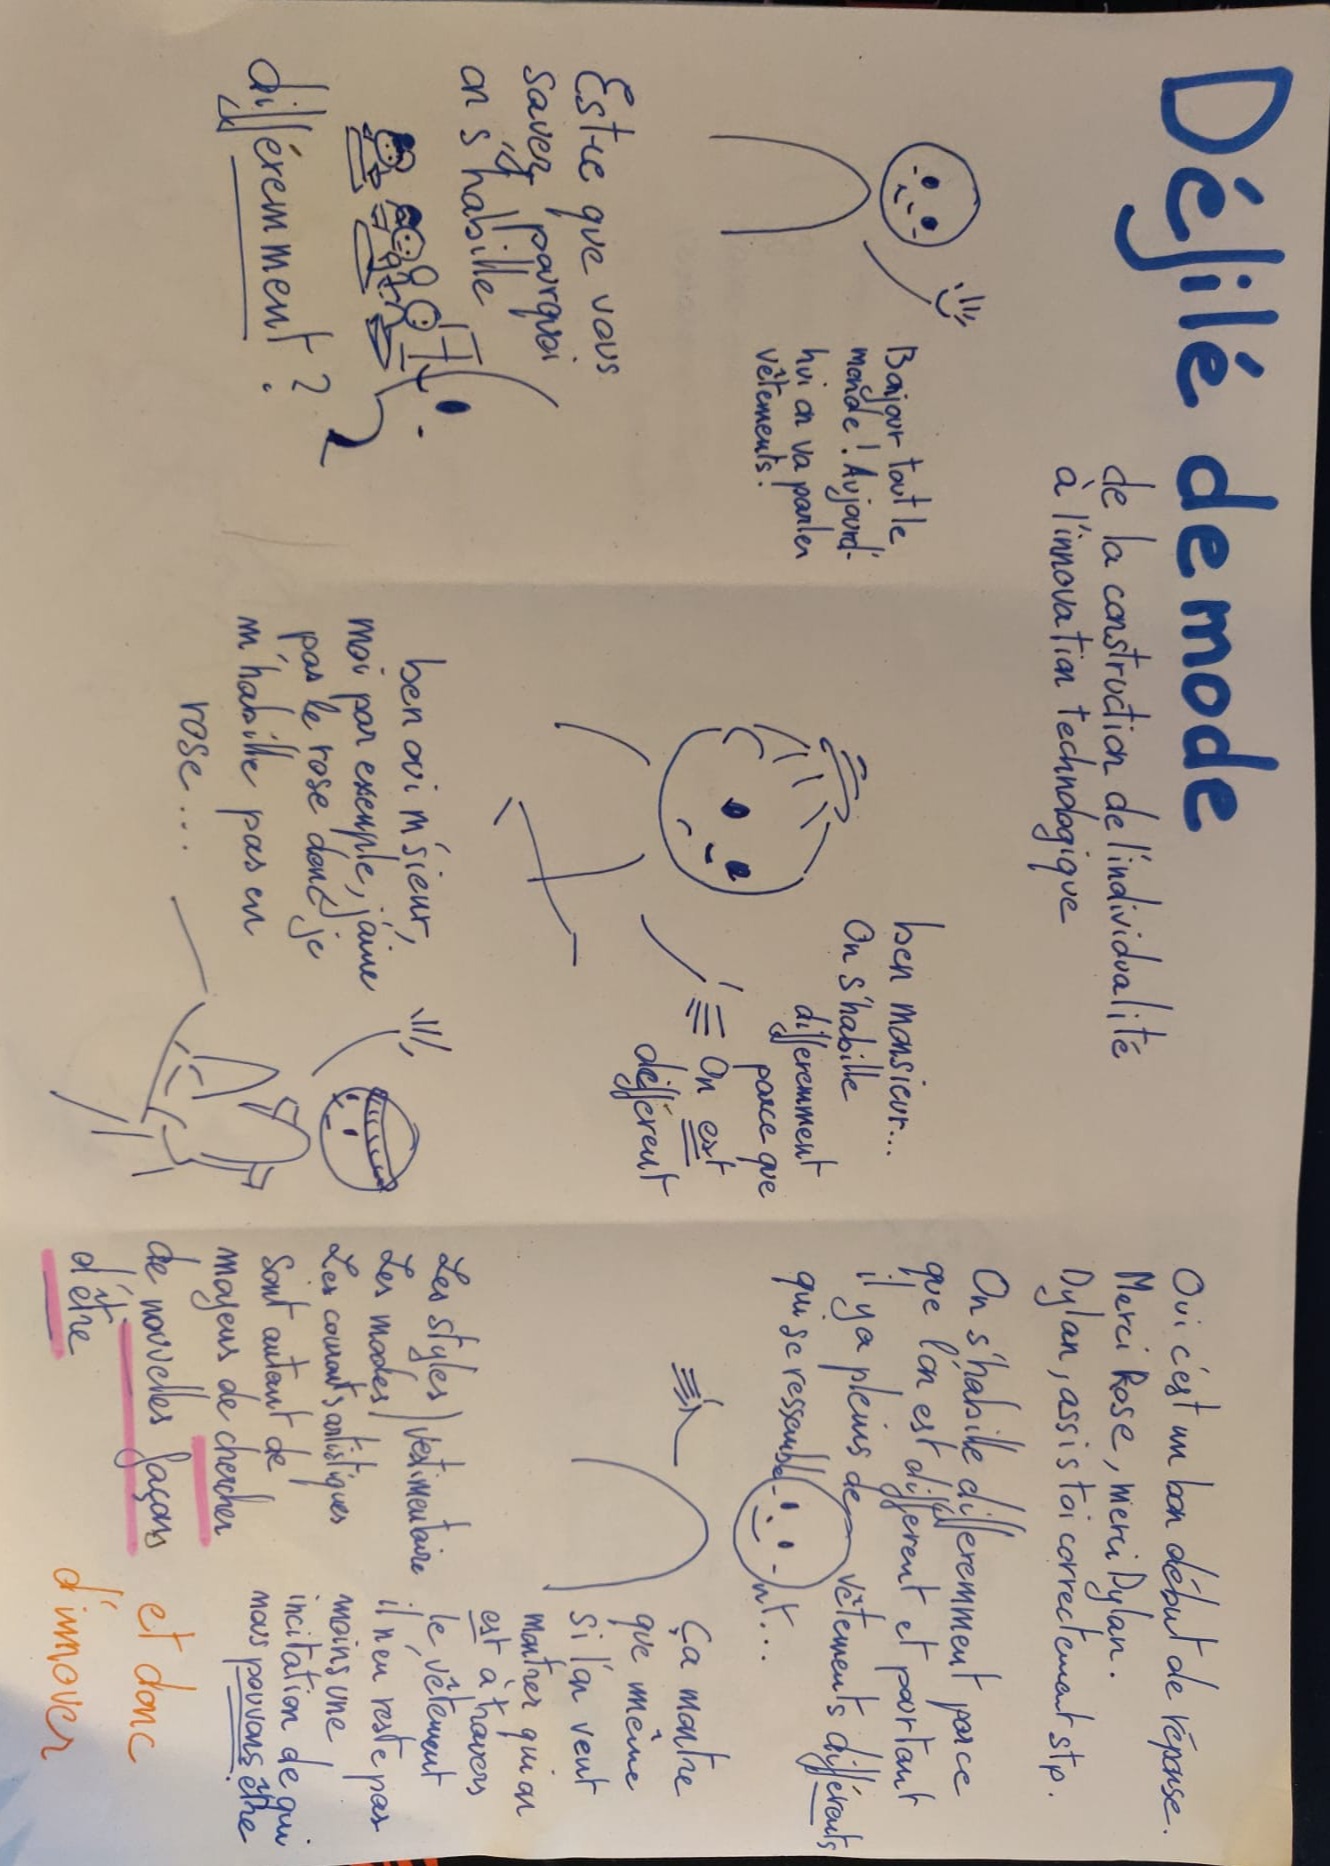 Défilé de mode
de la construction de l'individualité
à l'innovation technologique
Bonjour tout le
monde ! Aujourd'
hui on va parler
vêtements !
Est-ce que vous
savez pourquoi
on s'habille
différemment ?
ben monsieur...
On s'habille
différemment
parce que
On est
différent
ben oui m'sieur,
moi par exemple, j'aime
pas le rose donc je
m'habille pas en
rose...
Oui c'est un bon début de réponse.
Merci Rose, merci Dylan.
Dylan, assis toi correctement stp.
On s'habille différemment parce
que l'on est différent et pourtant
il y a pleins de vêtements différents
qui se ressemblent...
Les styles / vestimentaire
Les modes /
Les courants artistiques
sont autant de
moyens de chercher
de nouvelles façons
d'être
et donc
d'innover
Ça montre
que même
si l'on veut
montrer qui on
est à travers
le vêtement
il n'en reste pas
moins une
incitation de qui
nous pouvons être